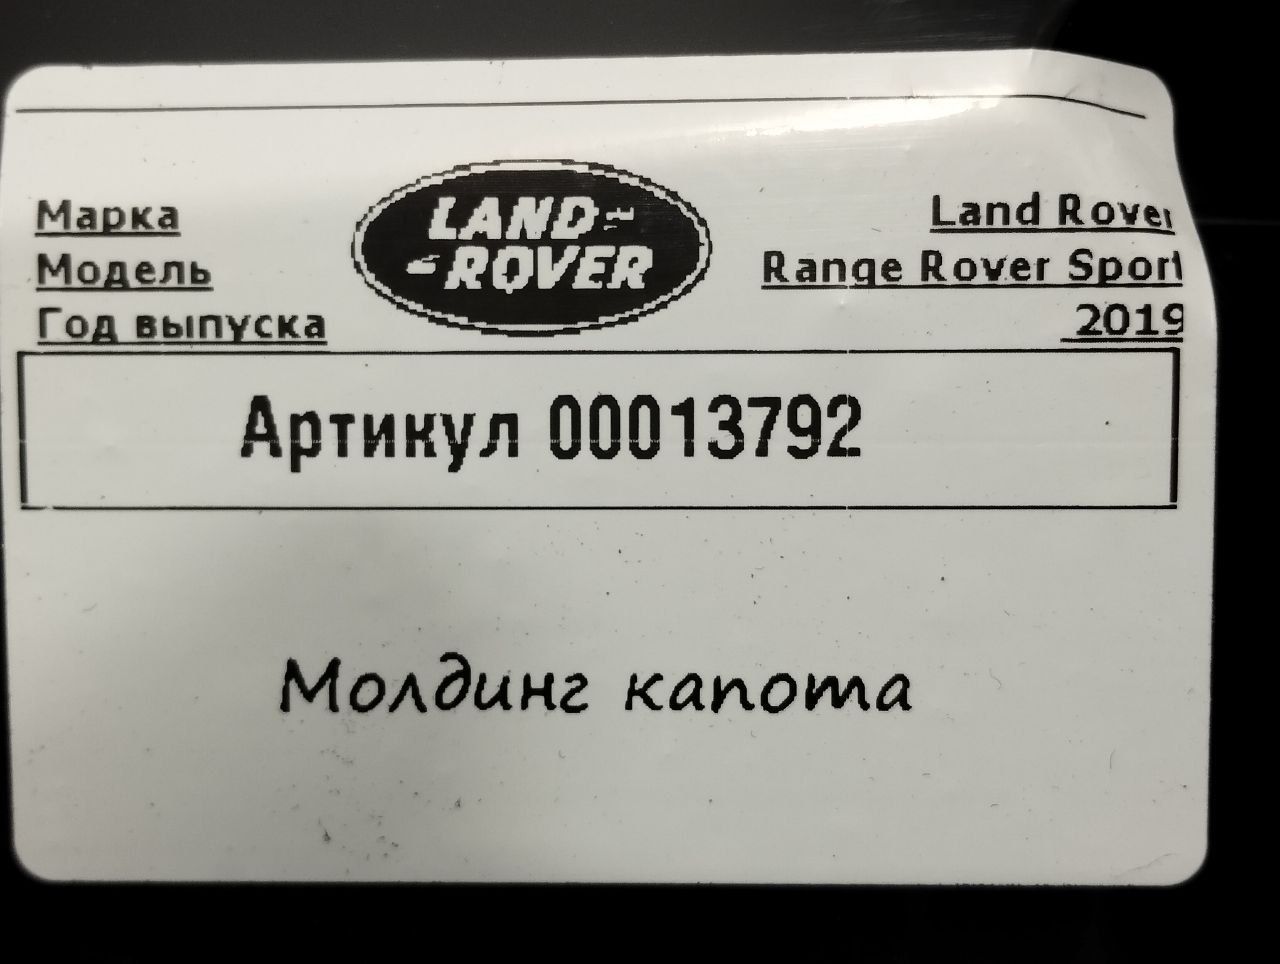 Марка
Модель
Год выпуска
LAND
ROVER
Land Rover
Range Rover Sport
2019
Артикул 00013792
Молдинг капота